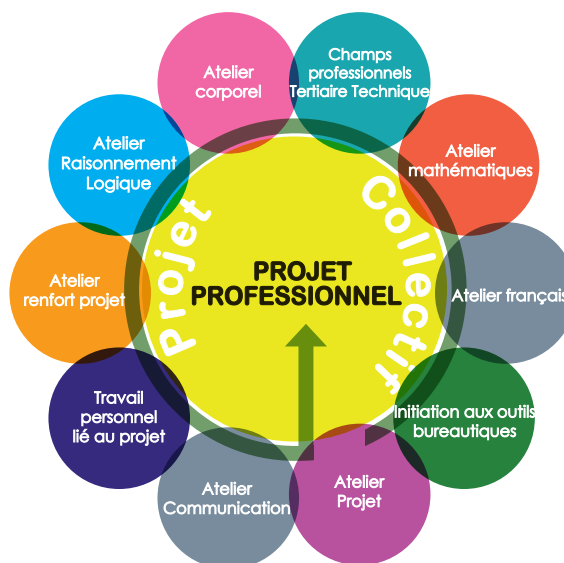 Atelier
corporel
Champs
professionnels
Tertiaire Technique
Atelier
mathématiques
Atelier français
Initiation aux outils
bureautiques
Atelier
Projet
Atelier
Communication
Travail
personnel
lié au projet
Atelier
renfort projet
Atelier
Raisonnement
Logique
Projet
Collectif
PROJET
PROFESSIONNEL